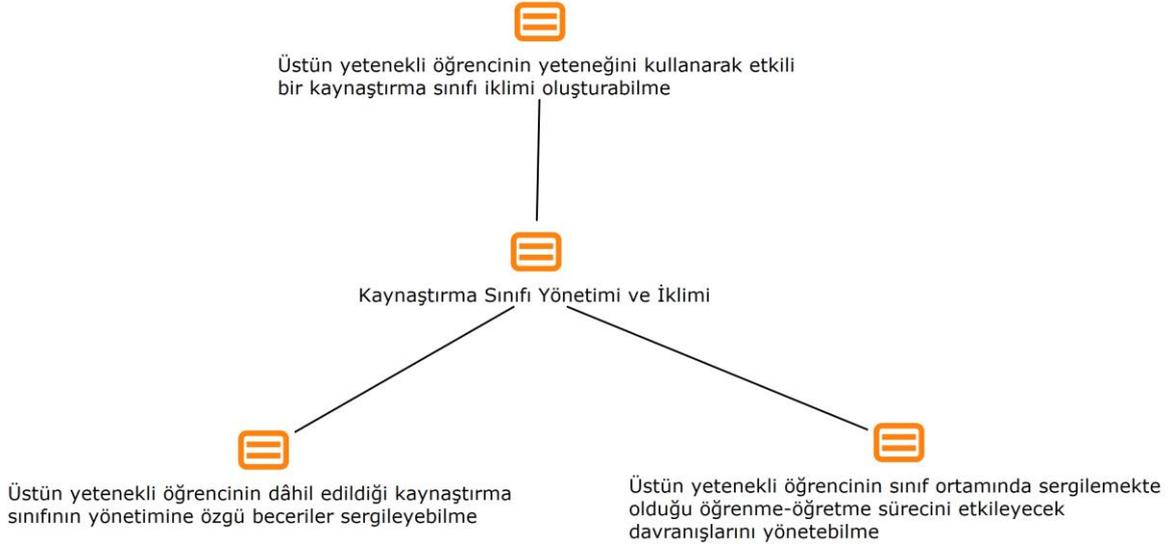 Üstün yetenekli öğrencinin yeteneğini kullanarak etkili
bir kaynaştırma sınıfı iklimi oluşturabilme
Kaynaştırma Sınıfı Yönetimi ve İklimi
Üstün yetenekli öğrencinin dâhil edildiği kaynaştırma
sınıfının yönetimine özgü beceriler sergileyebilme
Üstün yetenekli öğrencinin sınıf ortamında sergilemekte
olduğu öğrenme-öğretme sürecini etkileyecek
davranışlarını yönetebilme